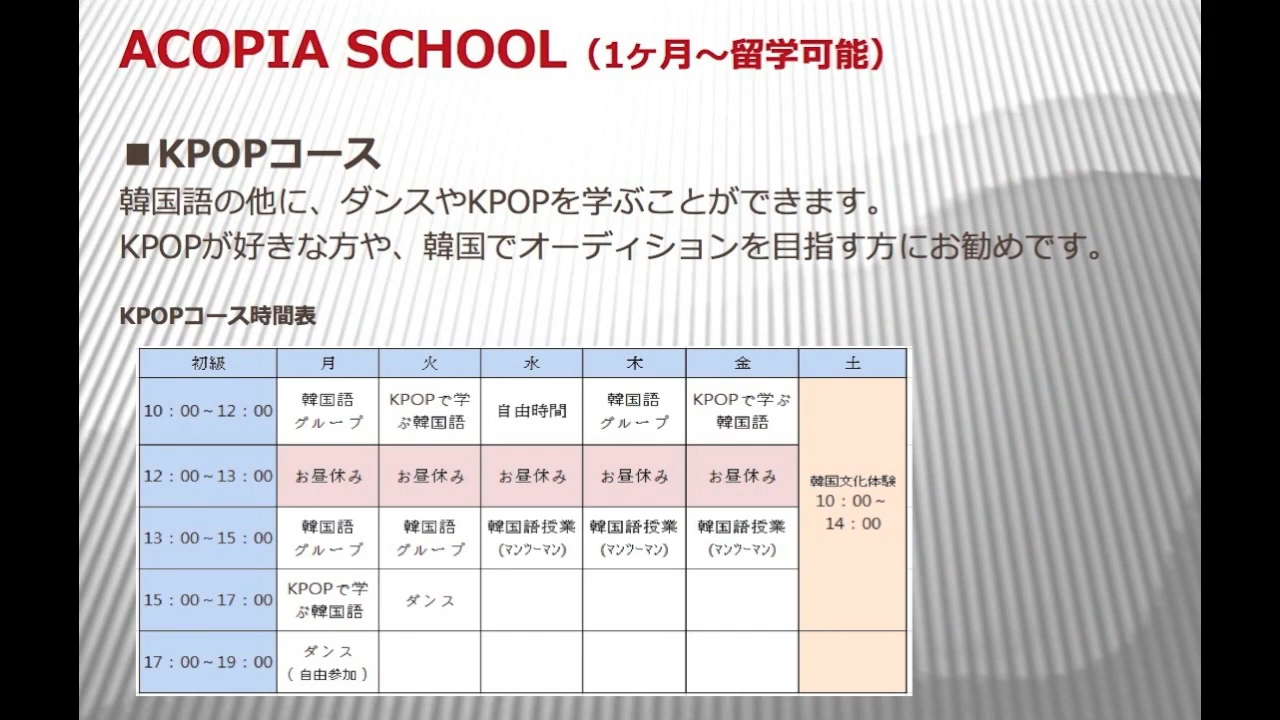 ACOPIA SCHOOL（1ヶ月～留学可能）
■KPOPコース
韓国語の他に、ダンスやKPOPを学ぶことができます。
KPOPが好きな方や、韓国でオーディションを目指す方にお勧めです。
KPOPコース時間表
初級 月 火 水 木 金 土
10：00～12：00 韓国語 グループ KPOPで学ぶ韓国語 自由時間 韓国語 グループ KPOPで学ぶ韓国語
12：00～13：00 お昼休み お昼休み お昼休み お昼休み お昼休み
韓国文化体験
10：00～
14：00
13：00～15：00 韓国語 グループ 韓国語 グループ 韓国語授業 (ﾏﾝﾂｰﾏﾝ) 韓国語授業 (ﾏﾝﾂｰﾏﾝ) 韓国語授業 (ﾏﾝﾂｰﾏﾝ)
15：00～17：00 KPOPで学ぶ韓国語 ダンス
17：00～19：00 ダンス （自由参加）